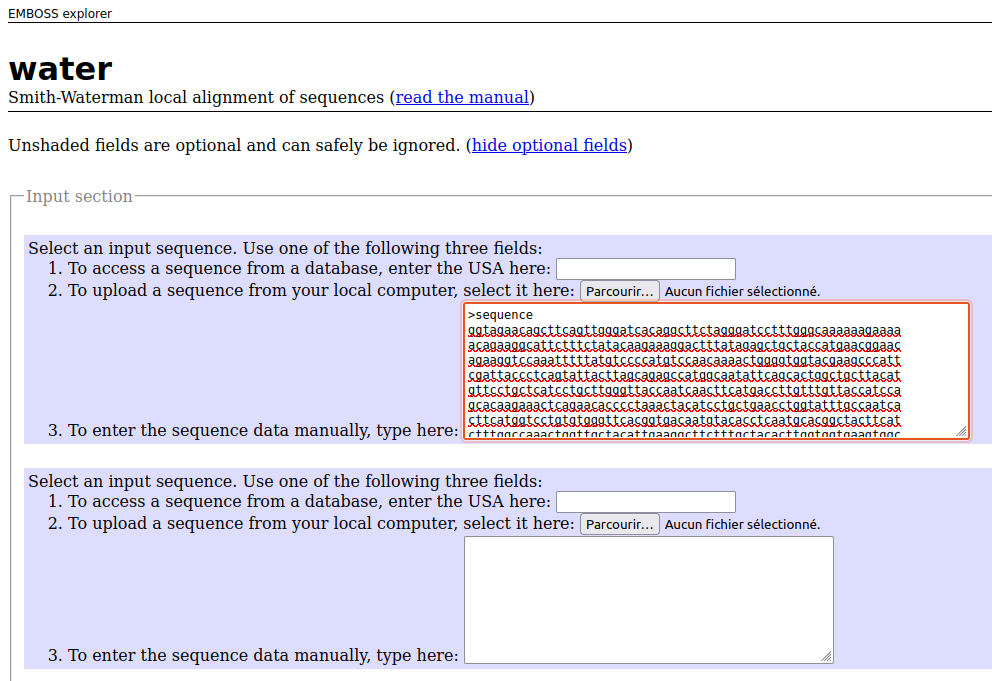 EMBOSS explorer
water
Smith-Waterman local alignment of sequences (read the manual)
Unshaded fields are optional and can safely be ignored. (hide optional fields)
Input section
Select an input sequence. Use one of the following three fields:
1. To access a sequence from a database, enter the USA here:
2. To upload a sequence from your local computer, select it here: Parcourir... Aucun fichier sélectionné.
>sequence
ggtagaacagcttcagttgggatcacaggcttctagggatcctttgggcaaaaaagaaaa
acagaaggcattctttctatacaagaaaggactttatagagctgctaccatgaacggaac
agaaggtccaaatttttatgtccccatgtccaacaaaactggggtggtacgaagcccatt
cgattaccctcagtattacttagcagagccatggcaatattcagcactggctgcttacat
gttcctgctcatcctgcttgggttaccaatcaacttcatgaccttgtttgttaccatcca
gcacaagaaactcagaacacccctaaactacatcctgctgaacctggtatttgccaatca
cttcatggtcctgtgtgggttcacggtgacaatgtacacctcaatgcacggctacttcat
ctttggccaaactggttgctacattgaaggcttctttgctacacttggtggtgaagtggc
3. To enter the sequence data manually, type here:
Select an input sequence. Use one of the following three fields:
1. To access a sequence from a database, enter the USA here:
2. To upload a sequence from your local computer, select it here: Parcourir... Aucun fichier sélectionné.
3. To enter the sequence data manually, type here: